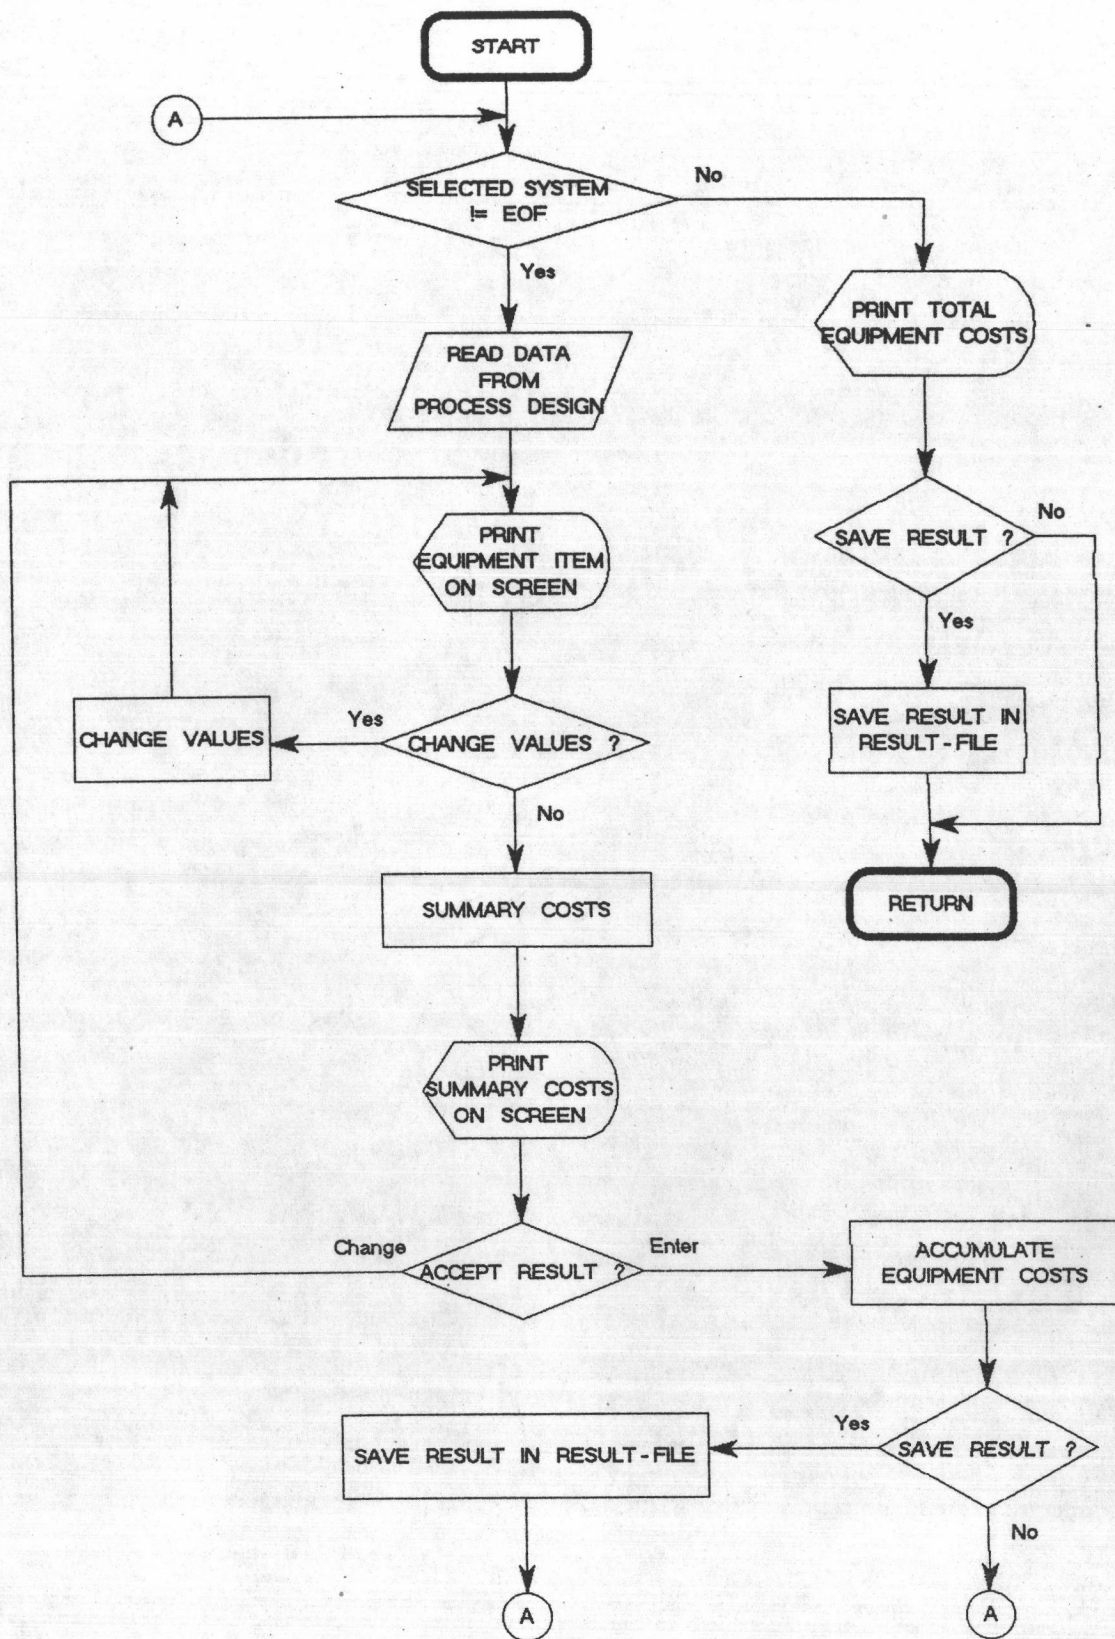 START
A
SELECTED SYSTEM
!= EOF
No
Yes
PRINT TOTAL
EQUIPMENT COSTS
READ DATA
FROM
PROCESS DESIGN
PRINT
EQUIPMENT ITEM
ON SCREEN
SAVE RESULT ?
No
Yes
CHANGE VALUES
Yes
CHANGE VALUES ?
No
SAVE RESULT IN
RESULT-FILE
SUMMARY COSTS
RETURN
PRINT
SUMMARY COSTS
ON SCREEN
Change
ACCEPT RESULT ?
Enter
ACCUMULATE
EQUIPMENT COSTS
SAVE RESULT IN RESULT-FILE
Yes
SAVE RESULT ?
No
A
A